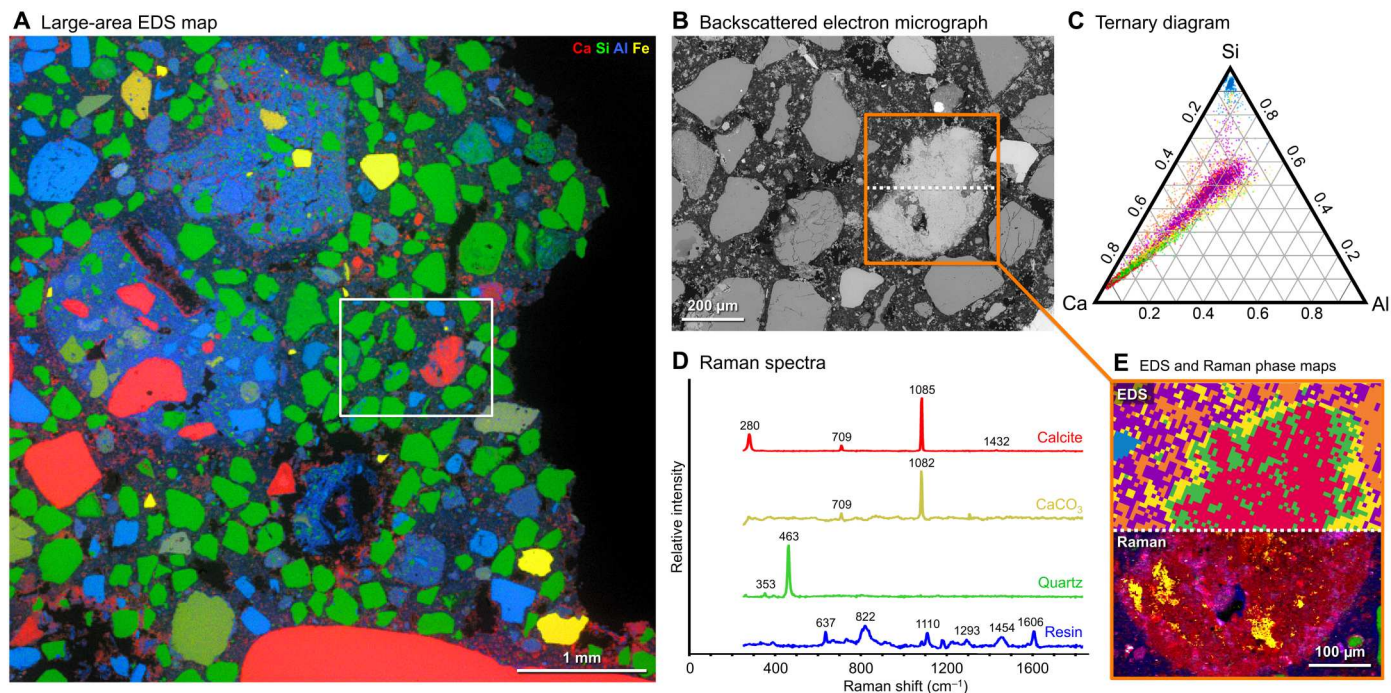 A Large-area EDS map
Ca Si Al Fe
1 mm
B Backscattered electron micrograph
200 μm
C Ternary diagram
Si
0.2 0.8
0.4 0.6
0.6 0.4
0.8 0.2
Ca Al
0.2 0.4 0.6 0.8
D Raman spectra
Relative intensity
1085
280 709 1432
Calcite
1082
709
CaCO₃
463
353
Quartz
637 822 1110 1293 1454 1606
Resin
0 400 800 1200 1600
Raman shift (cm⁻¹)
E EDS and Raman phase maps
EDS
Raman
100 μm